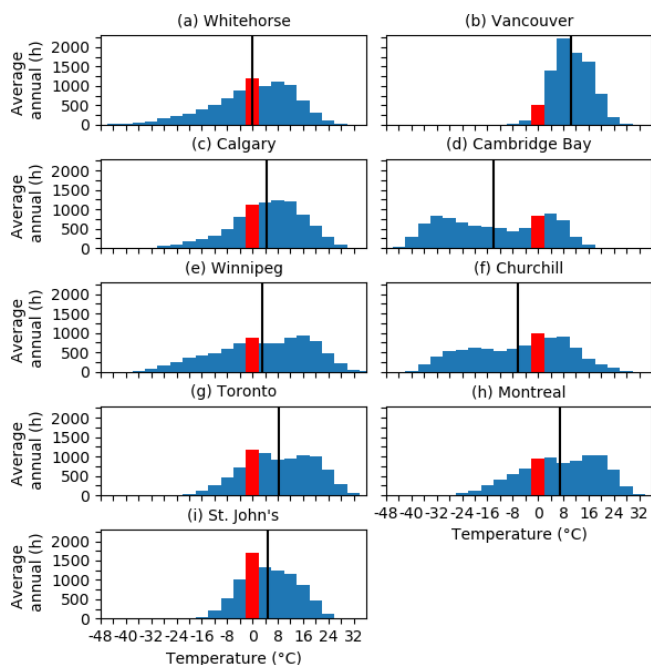 (a) Whitehorse
(b) Vancouver
Average
annual (h)
2000
1500
1000
500
0
(c) Calgary
(d) Cambridge Bay
Average
annual (h)
2000
1500
1000
500
0
(e) Winnipeg
(f) Churchill
Average
annual (h)
2000
1500
1000
500
0
(g) Toronto
(h) Montreal
Average
annual (h)
2000
1500
1000
500
0
-48 -40 -32 -24 -16 -8 0 8 16 24 32
Temperature (°C)
(i) St. John's
Average
annual (h)
2000
1500
1000
500
0
-48 -40 -32 -24 -16 -8 0 8 16 24 32
Temperature (°C)